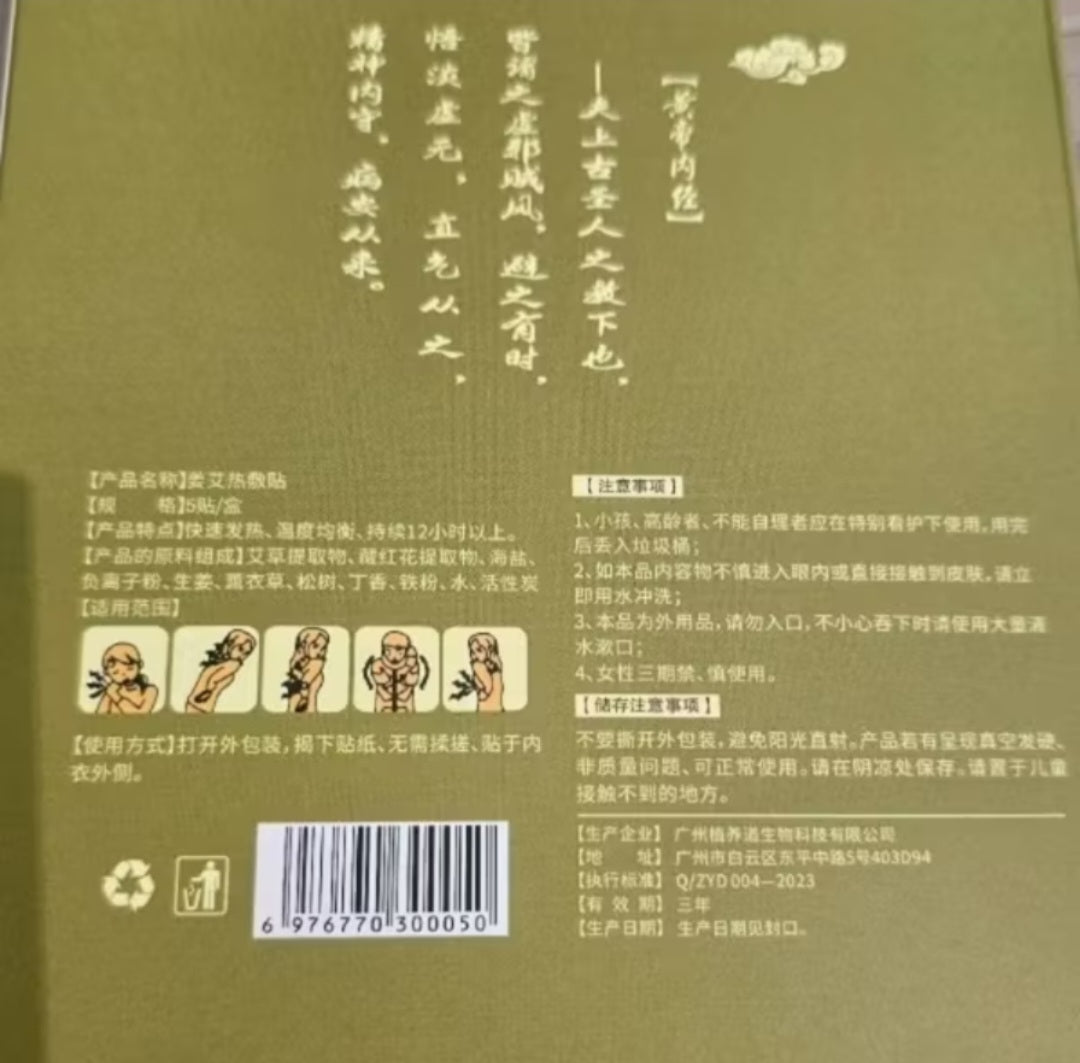 【黄帝内经】
—夫上古圣人之教下也,
皆谓之虚邪贼风,避之有时,
恬淡虚无,真气从之,
精神内守,病安从来。
【产品名称】姜艾热敷贴
【规 格】5贴/盒
【产品特点】快速发热、温度均衡、持续12小时以上。
【产品的原料组成】艾草提取物、藏红花提取物、海盐、
负离子粉、生姜、薰衣草、松树、丁香、铁粉、水、活性炭
【适用范围】
【使用方式】打开外包装,揭下贴纸、无需揉搓、贴于内
衣外侧。
6 976770 300050
【注意事项】
1、小孩、高龄者、不能自理者应在特别看护下使用,用完
后丢入垃圾桶;
2、如本品内容物不慎进入眼内或直接接触到皮肤,请立
即用水冲洗;
3、本品为外用品,请勿入口,不小心吞下时请使用大量清
水漱口;
4、女性三期禁、慎使用。
【储存注意事项】
不要撕开外包装,避免阳光直射。产品若有呈现真空发硬、
非质量问题、可正常使用。请在阴凉处保存。请置于儿童
接触不到的地方。
【生产企业】 广州植养道生物科技有限公司
【地 址】 广州市白云区东平中路5号403D94
【执行标准】 Q/ZYD 004—2023
【有 效 期】 三年
【生产日期】 生产日期见封口。